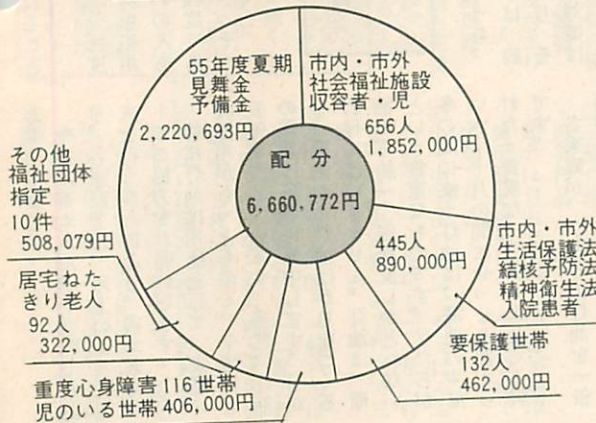 55年度夏期
見舞金
予備金
2,220,693円
市内・市外
社会福祉施設
収容者・児
656人
1,852,000円
配分
6,660,772円
445人
890,000円
市内・市外
生活保護法
結核予防法
精神衛生法
入院患者
要保護世帯
132人
462,000円
重度心身障害116世帯
児のいる世帯406,000円
居宅ねた
きり老人
92人
322,000円
その他
福祉団体
指定
10件
508,079円